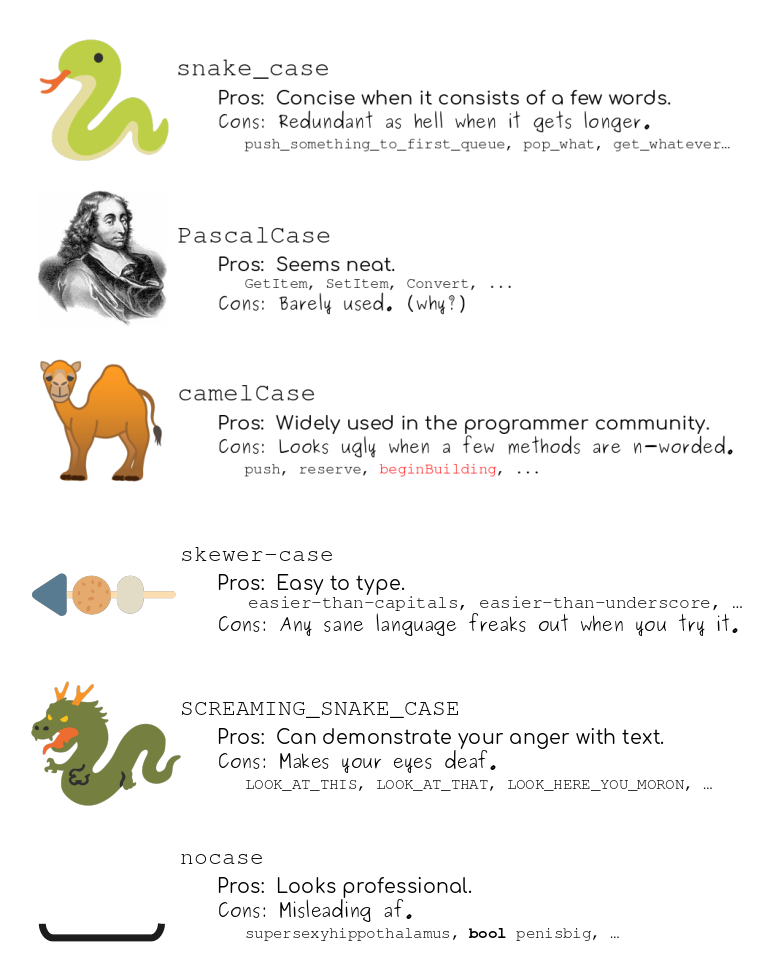 snake_case
Pros: Concise when it consists of a few words.
Cons: Redundant as hell when it gets longer.
push_something_to_first_queue, pop_what, get_whatever…
PascalCase
Pros: Seems neat.
GetItem, SetItem, Convert, ...
Cons: Barely used. (why?)
camelCase
Pros: Widely used in the programmer community.
Cons: Looks ugly when a few methods are n-worded.
push, reserve, beginBuilding, ...
skewer-case
Pros: Easy to type.
easier-than-capitals, easier-than-underscore, …
Cons: Any sane language freaks out when you try it.
SCREAMING_SNAKE_CASE
Pros: Can demonstrate your anger with text.
Cons: Makes your eyes deaf.
LOOK_AT_THIS, LOOK_AT_THAT, LOOK_HERE_YOU_MORON, …
nocase
Pros: Looks professional.
Cons: Misleading af.
supersexyhippothalamus, bool penisbig, …